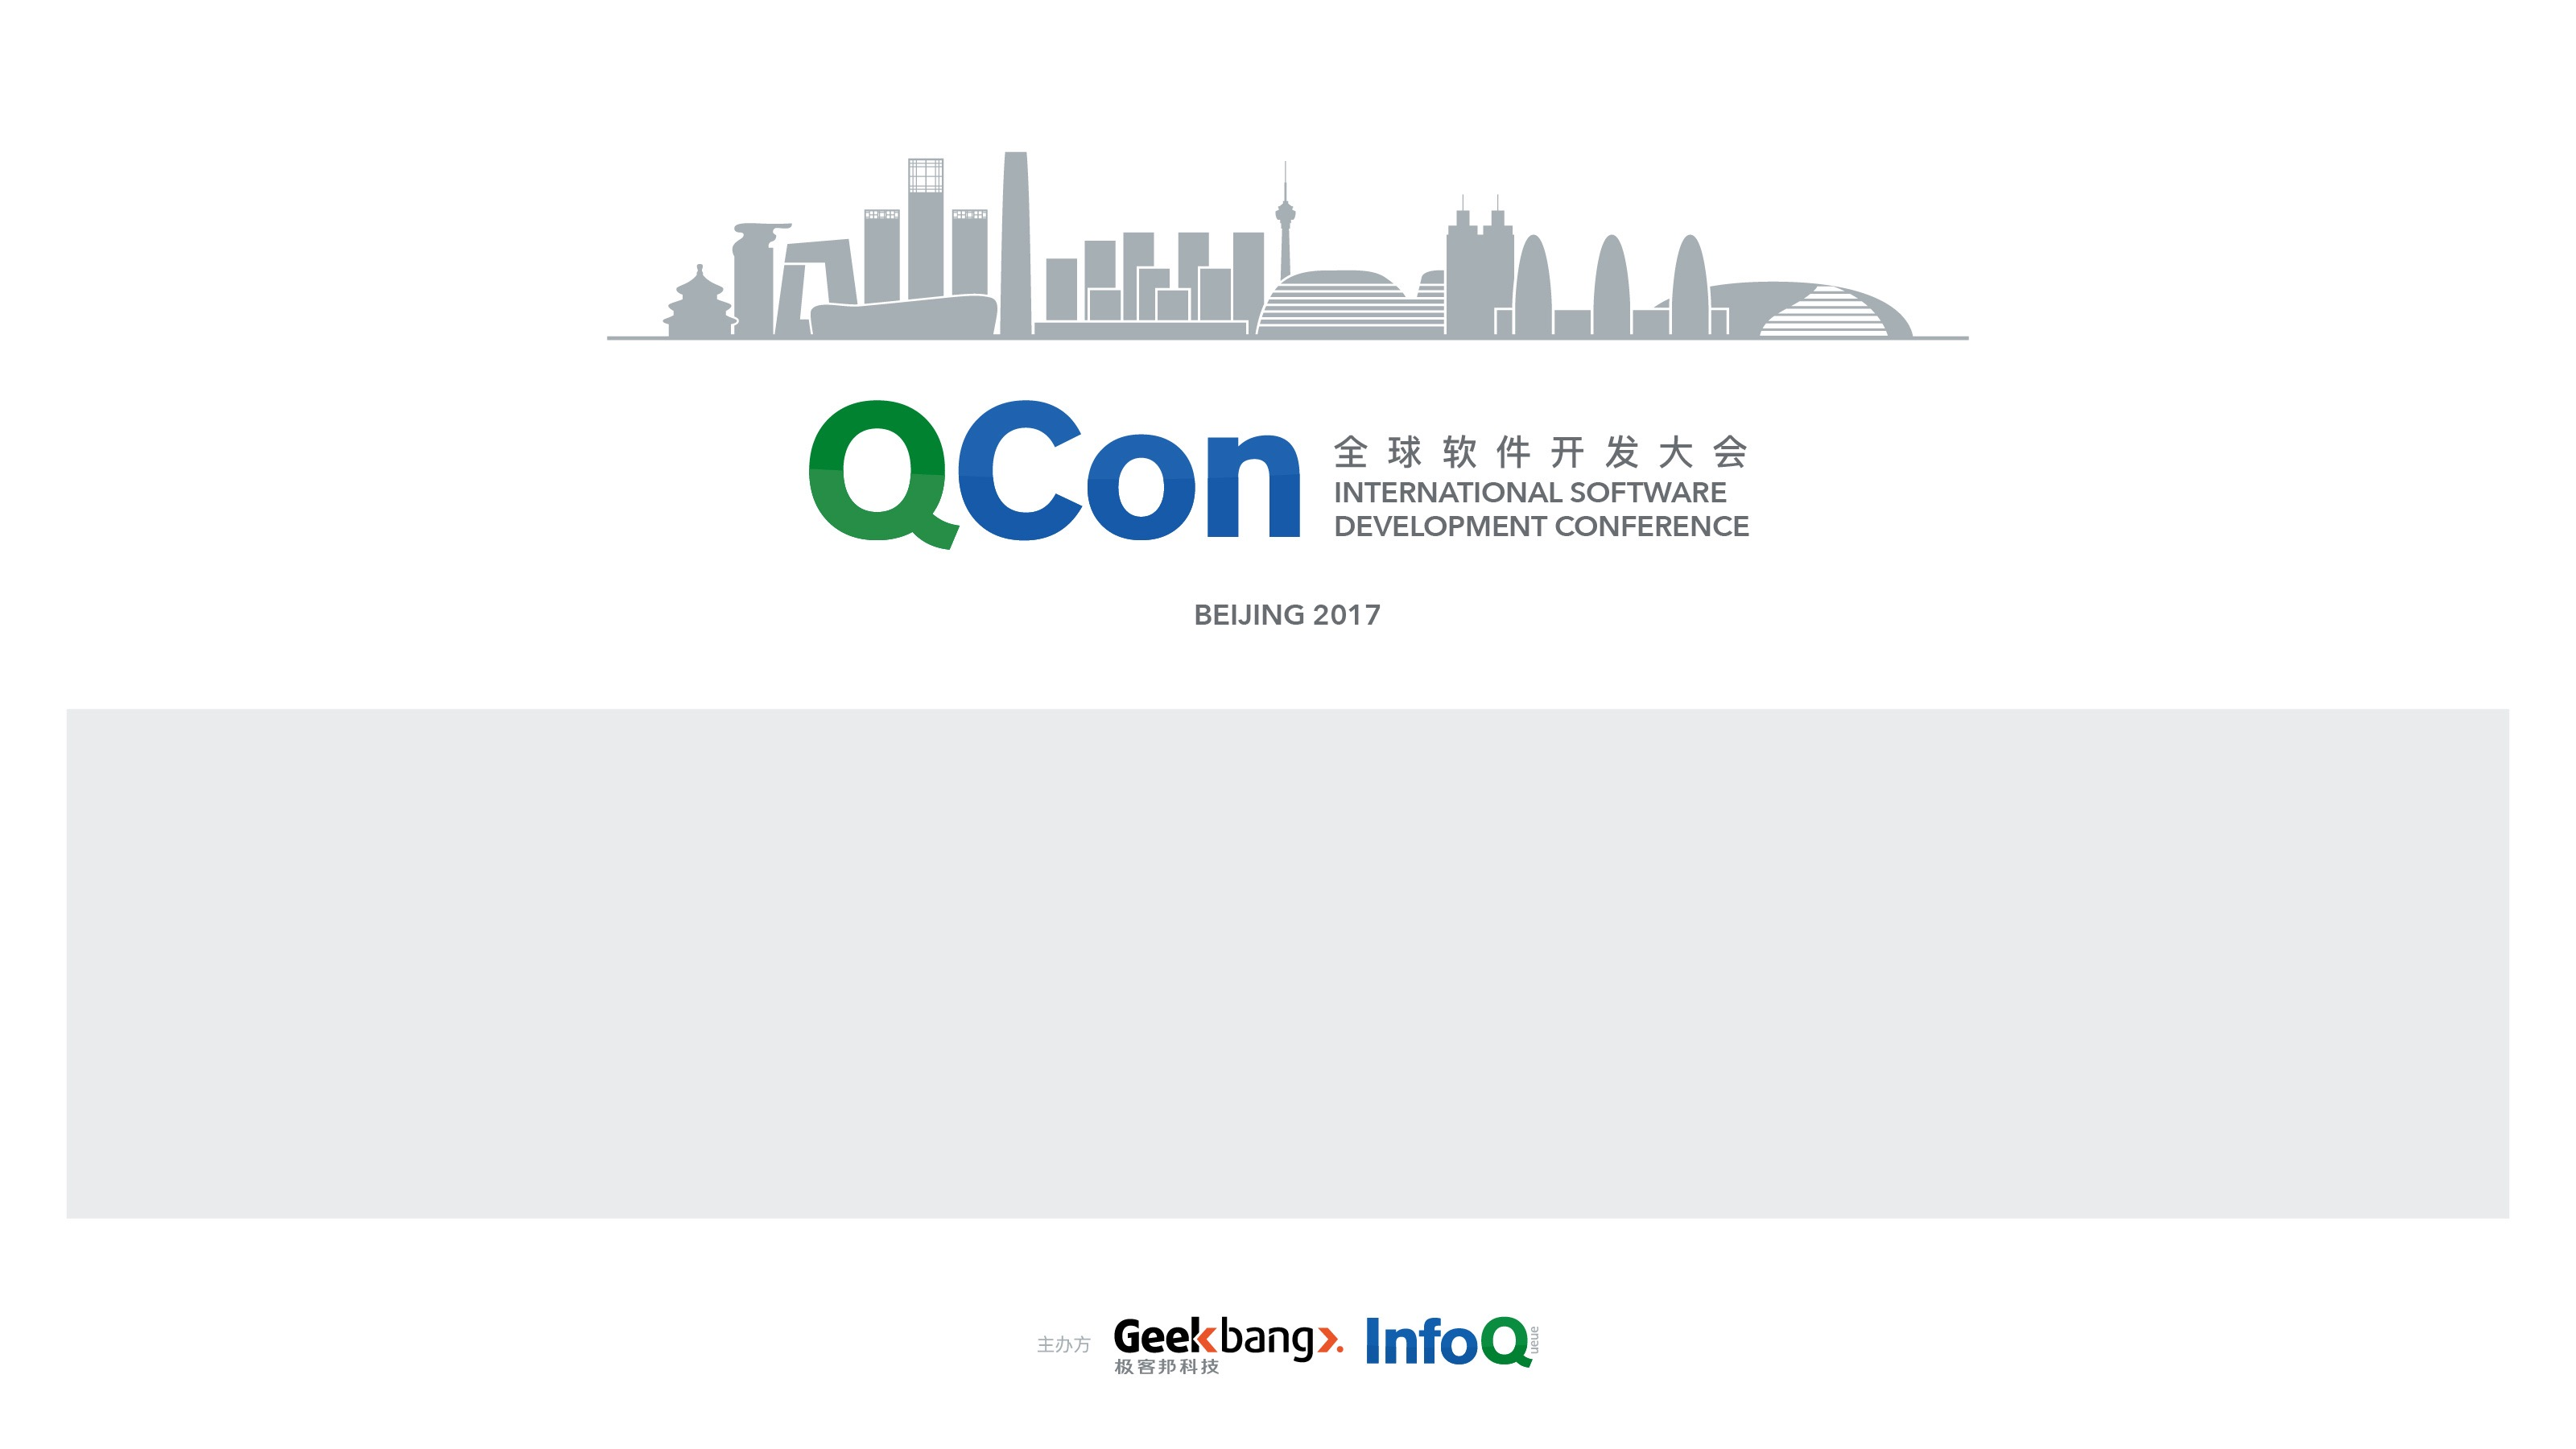 QCon
全球软件开发大会
INTERNATIONAL SOFTWARE
DEVELOPMENT CONFERENCE
BEIJING 2017
主办方
Geekbang>.
极客邦科技
InfoQ
ueue